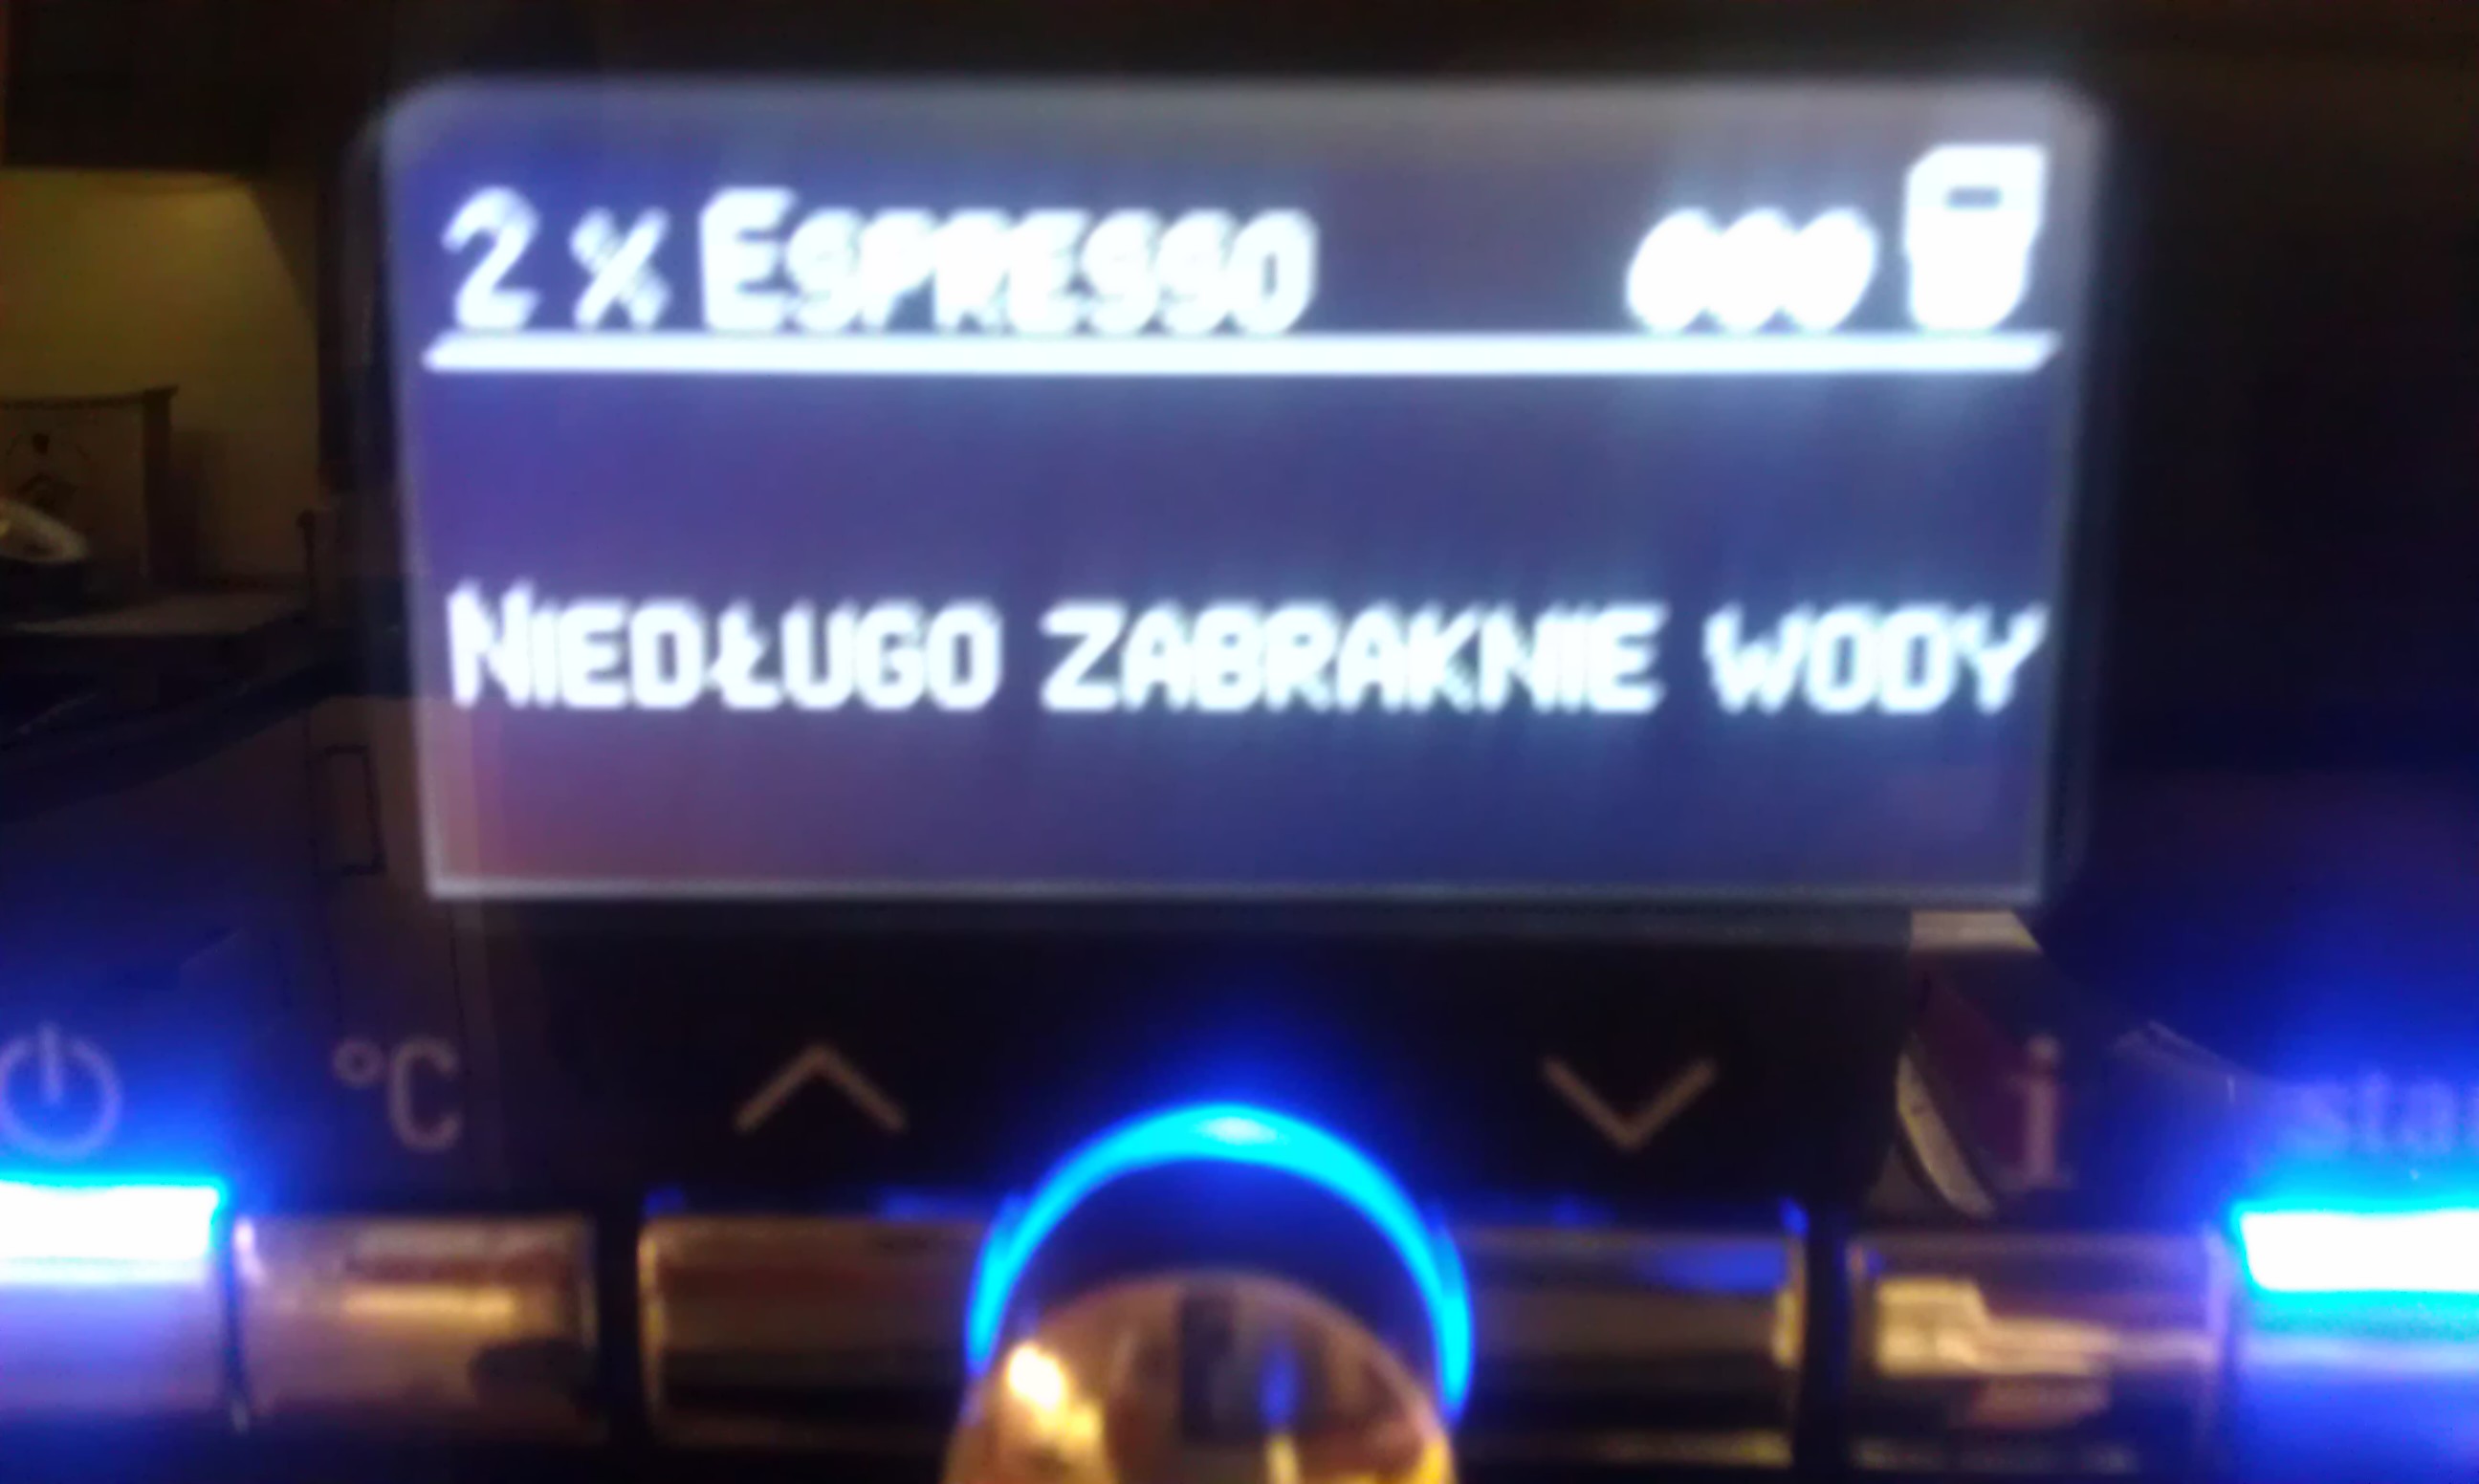 2 x Espresso
Niedługo zabraknie wody
°C
i